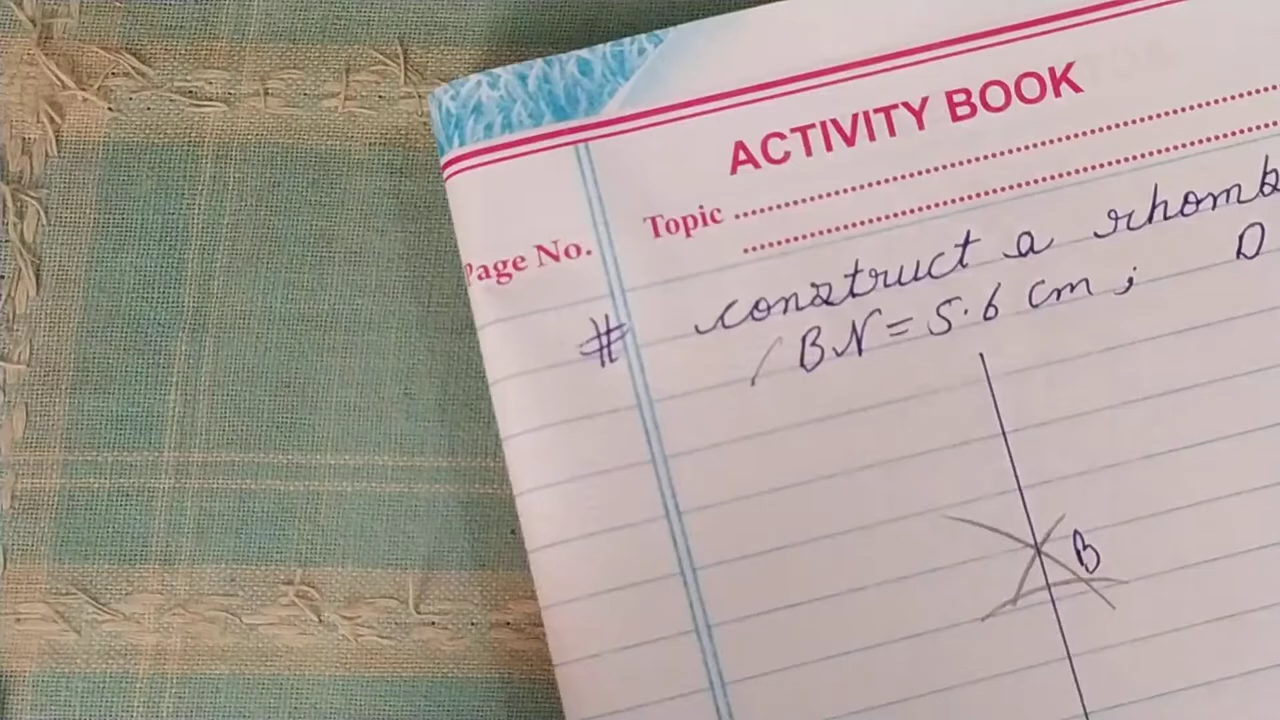 ACTIVITY BOOK
Page No.
Topic
# construct a rhomb
BN = 5.6 cm ; D
B